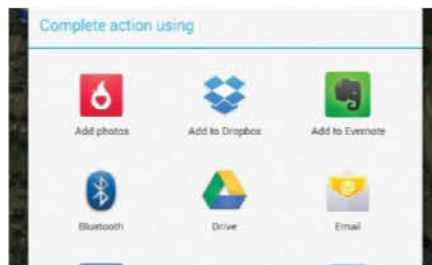 Complete action using
Add photos
Add to Dropbox
Add to Evernote
Bluetooth
Drive
Email